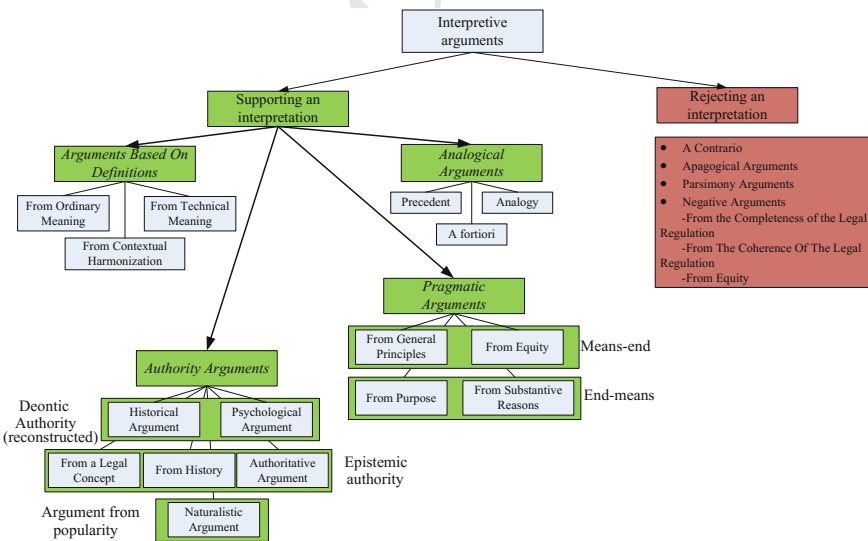 Interpretive
arguments
Supporting an
interpretation
Rejecting an
interpretation
Arguments Based On
Definitions
From Ordinary
Meaning
From Technical
Meaning
From Contextual
Harmonization
Analogical
Arguments
Precedent
Analogy
A fortiori
• A Contrario
• Apagogical Arguments
• Parsimony Arguments
• Negative Arguments
-From the Completeness of the Legal
Regulation
-From The Coherence Of The Legal
Regulation
-From Equity
Pragmatic
Arguments
From General
Principles
From Equity
Means-end
From Purpose
From Substantive
Reasons
End-means
Authority Arguments
Deontic
Authority
(reconstructed)
Historical
Argument
Psychological
Argument
From a Legal
Concept
From History
Authoritative
Argument
Epistemic
authority
Argument from
popularity
Naturalistic
Argument